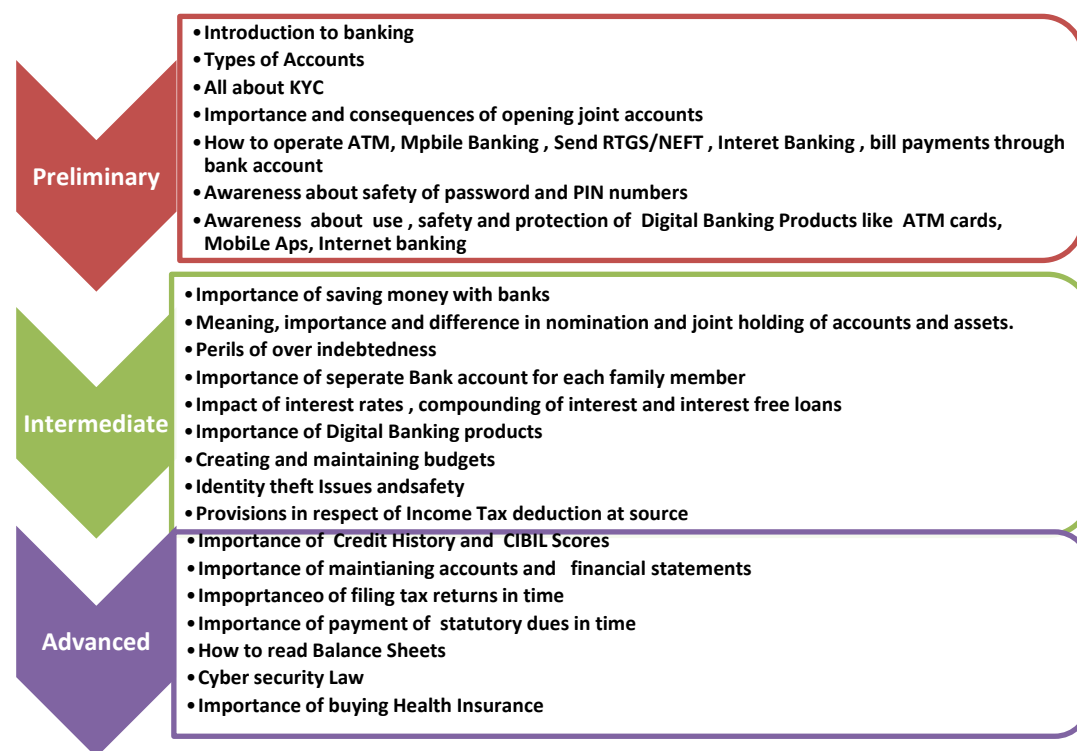 •Introduction to banking
•Types of Accounts
•All about KYC
•Importance and consequences of opening joint accounts
•How to operate ATM, Mpbile Banking , Send RTGS/NEFT , Interet Banking , bill payments through
bank account
•Awareness about safety of password and PIN numbers
•Awareness about use , safety and protection of Digital Banking Products like ATM cards,
MobiLe Aps, Internet banking
Preliminary
•Importance of saving money with banks
•Meaning, importance and difference in nomination and joint holding of accounts and assets.
•Perils of over indebtedness
•Importance of seperate Bank account for each family member
•Impact of interest rates , compounding of interest and interest free loans
•Importance of Digital Banking products
•Creating and maintaining budgets
•Identity theft Issues andsafety
•Provisions in respect of Income Tax deduction at source
Intermediate
•Importance of Credit History and CIBIL Scores
•Importance of maintianing accounts and financial statements
•Impoprtanceo of filing tax returns in time
•Importance of payment of statutory dues in time
•How to read Balance Sheets
•Cyber security Law
•Importance of buying Health Insurance
Advanced